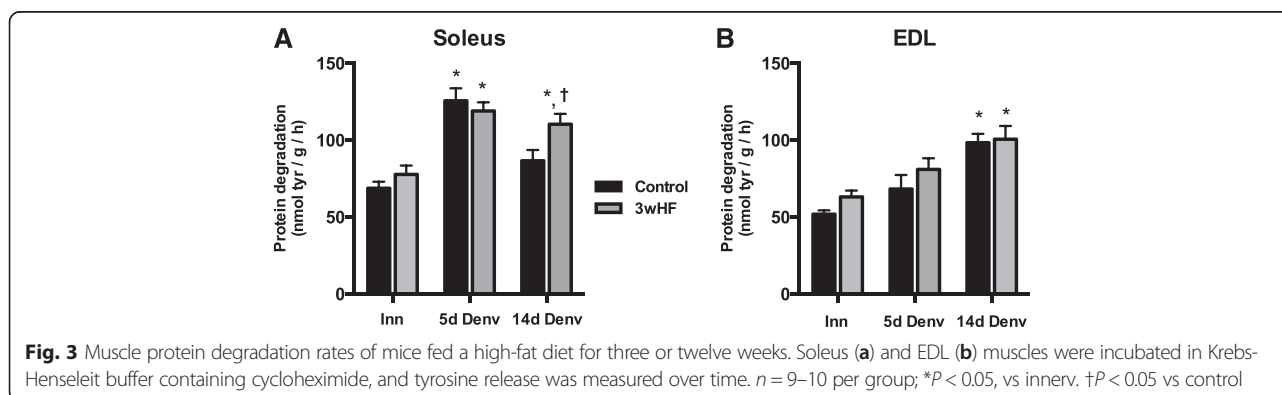 A
Soleus
Protein degradation
(nmol tyr / g / h)
150
100
50
0
*
*
*, †
Inn
5d Denv
14d Denv
Control
3wHF
B
EDL
Protein degradation
(nmol tyr / g / h)
150
100
50
0
*
*
Inn
5d Denv
14d Denv
Fig. 3 Muscle protein degradation rates of mice fed a high-fat diet for three or twelve weeks. Soleus (a) and EDL (b) muscles were incubated in Krebs-
Henseleit buffer containing cycloheximide, and tyrosine release was measured over time. n = 9–10 per group; *P < 0.05, vs innerv. †P < 0.05 vs control